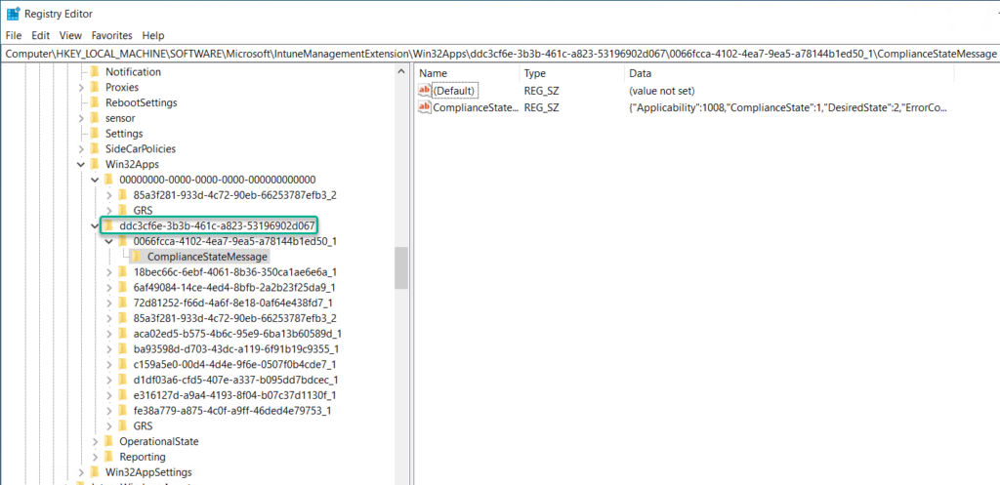 Registry Editor
File Edit View Favorites Help
Computer\HKEY_LOCAL_MACHINE\SOFTWARE\Microsoft\IntuneManagementExtension\Win32Apps\ddc3cf6e-3b3b-461c-a823-53196902d067\0066fcca-4102-4ea7-9ea5-a78144b1ed50_1\ComplianceStateMessage
Notification
Proxies
RebootSettings
sensor
Settings
SideCarPolicies
Win32Apps
00000000-0000-0000-0000-000000000000
85a3f281-933d-4c72-90eb-66253787efb3_2
GRS
ddc3cf6e-3b3b-461c-a823-53196902d067
0066fcca-4102-4ea7-9ea5-a78144b1ed50_1
ComplianceStateMessage
18bec66c-6ebf-4061-8b36-350ca1ae6e6a_1
6af49084-14ce-4ed4-8bfb-2a2b23f25da9_1
72d81252-f66d-4a6f-8e18-0af64e438fd7_1
85a3f281-933d-4c72-90eb-66253787efb3_2
aca02ed5-b575-4b6c-95e9-6ba13b60589d_1
ba93598d-d703-43dc-a119-6f91b19c9355_1
c159a5e0-00d4-4d4e-9f6e-0507f0b4cde7_1
d1df03a6-cfd5-407e-a337-b095dd7bdcec_1
e316127d-a9a4-4193-8f04-b07c37d1130f_1
fe38a779-a875-4c0f-a9ff-46ded4e79753_1
GRS
OperationalState
Reporting
Win32AppSettings
Name Type Data
(Default) REG_SZ (value not set)
ComplianceState... REG_SZ {"Applicability":1008,"ComplianceState":1,"DesiredState":2,"ErrorCo...